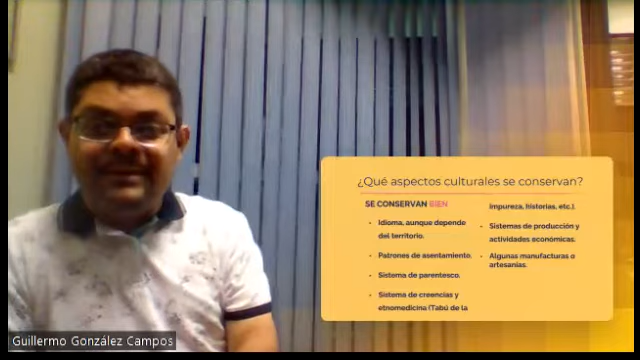 ¿Qué aspectos culturales se conservan?
SE CONSERVAN BIEN
• Idioma, aunque depende
del territorio.
• Patrones de asentamiento.
• Sistema de parentesco.
• Sistema de creencias y
etnomedicina (Tabú de la
impureza, historias, etc.).
• Sistemas de producción y
actividades económicas.
• Algunas manufacturas o
artesanías.
Guillermo González Campos